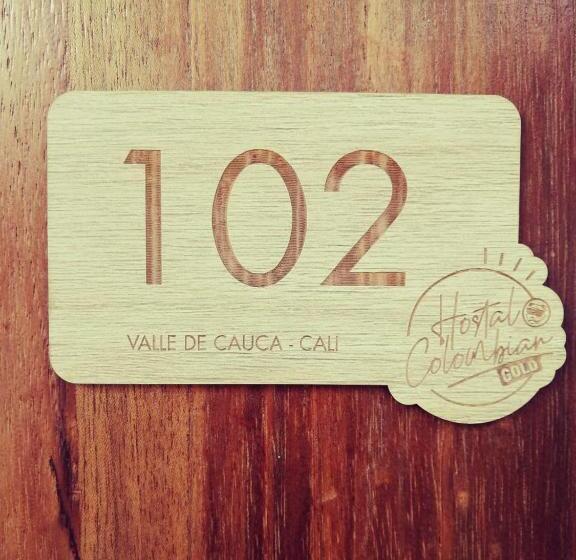 102
VALLE DE CAUCA - CALI
Hostal
Colombian
GOLD